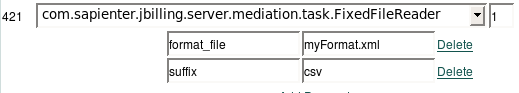 421 com.sapienter.jbilling.server.mediation.task.FixedFileReader 1
format_file myFormat.xml Delete
suffix csv Delete